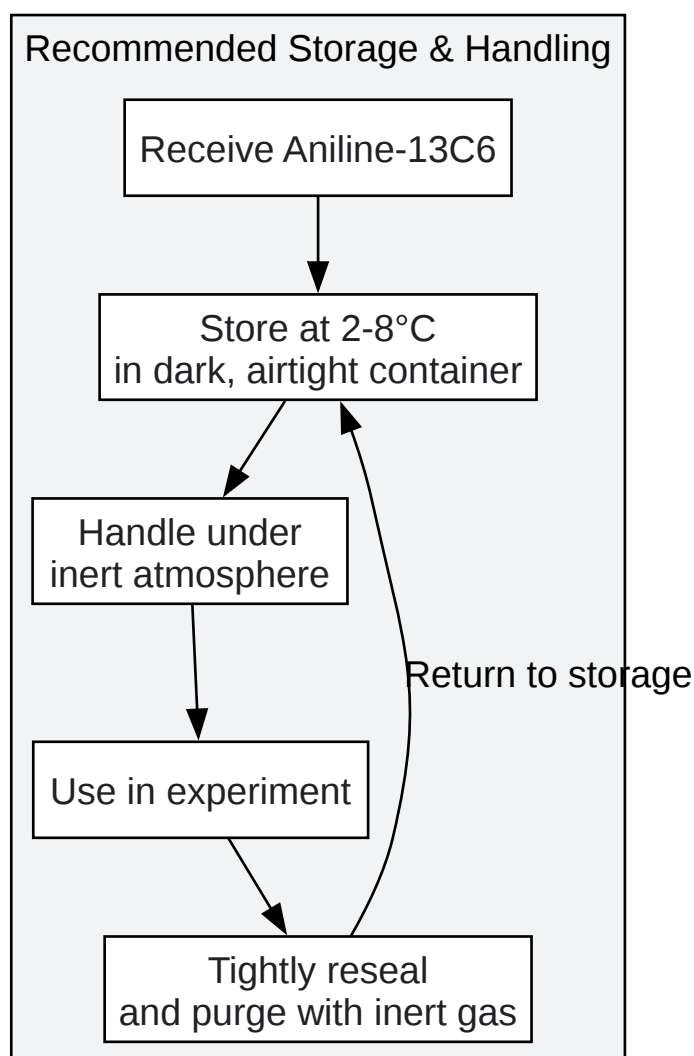 Recommended Storage & Handling
Receive Aniline-13C6
Store at 2-8°C
in dark, airtight container
Handle under
inert atmosphere
Return to storage
Use in experiment
Tightly reseal
and purge with inert gas